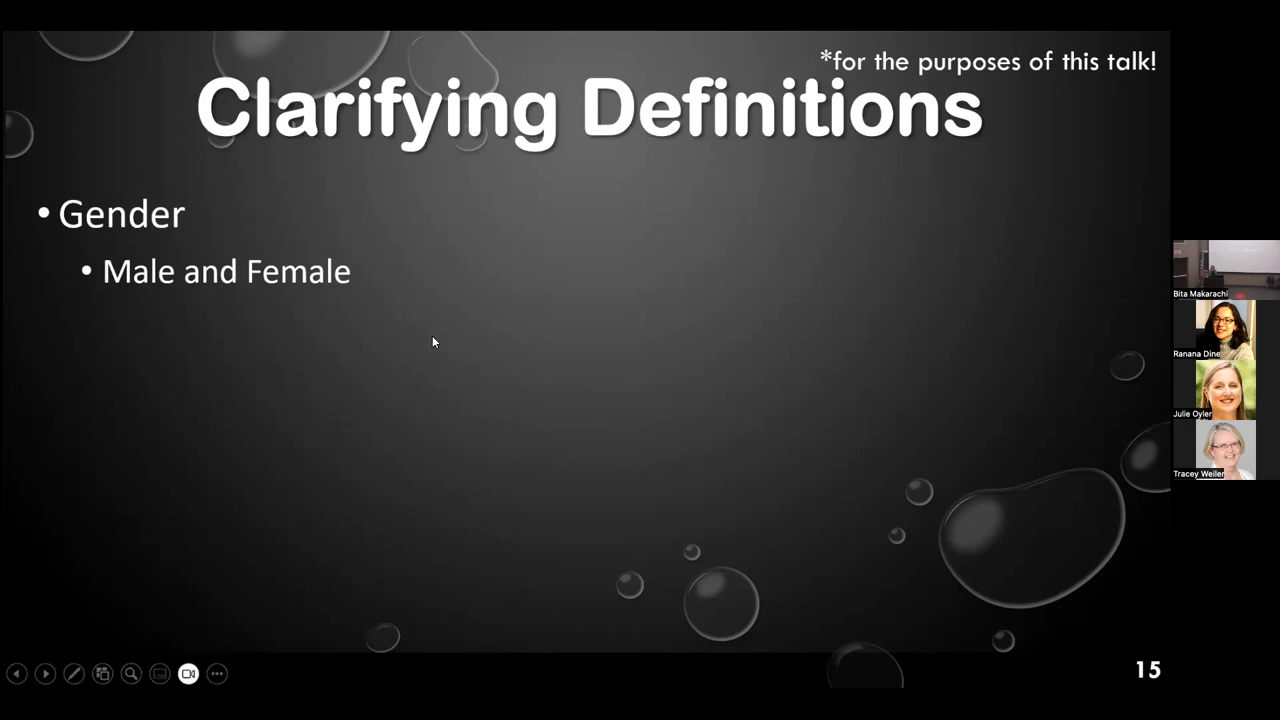 *for the purposes of this talk!
Clarifying Definitions
• Gender
• Male and Female
Bita Makarachi
Ranana Dine
Julie Oyler
Tracey Weiler
15